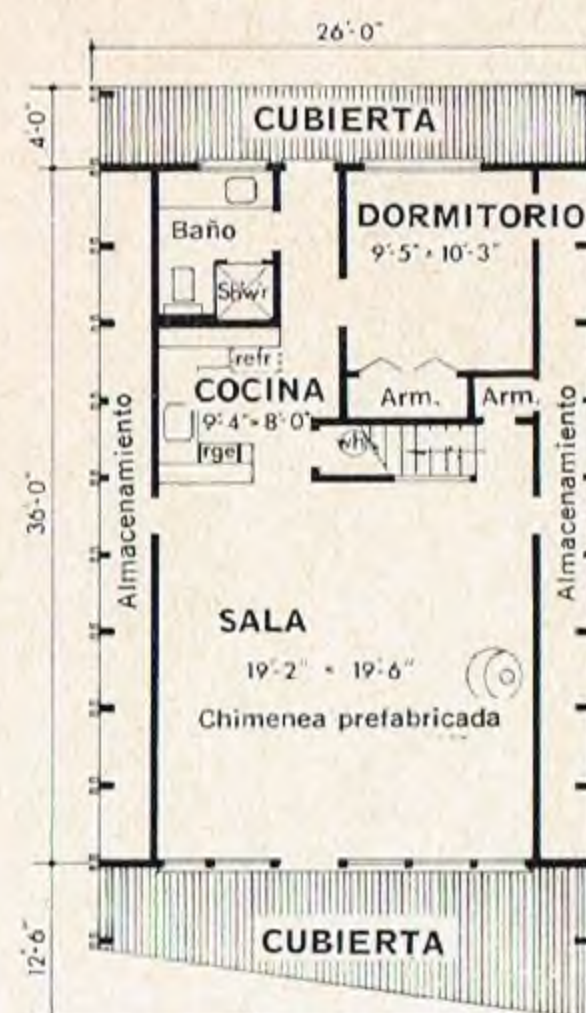 26'-0"
4'-0"
CUBIERTA
DORMITORIO
9'-5" x 10'-3"
Baño
Shwr
refr
COCINA
9'-4" x 8'-0"
Arm.
Arm.
rge
wh
Almacenamiento
36'-0"
Almacenamiento
SALA
19'-2" x 19'-6"
Chimenea prefabricada
CUBIERTA
12'-6"